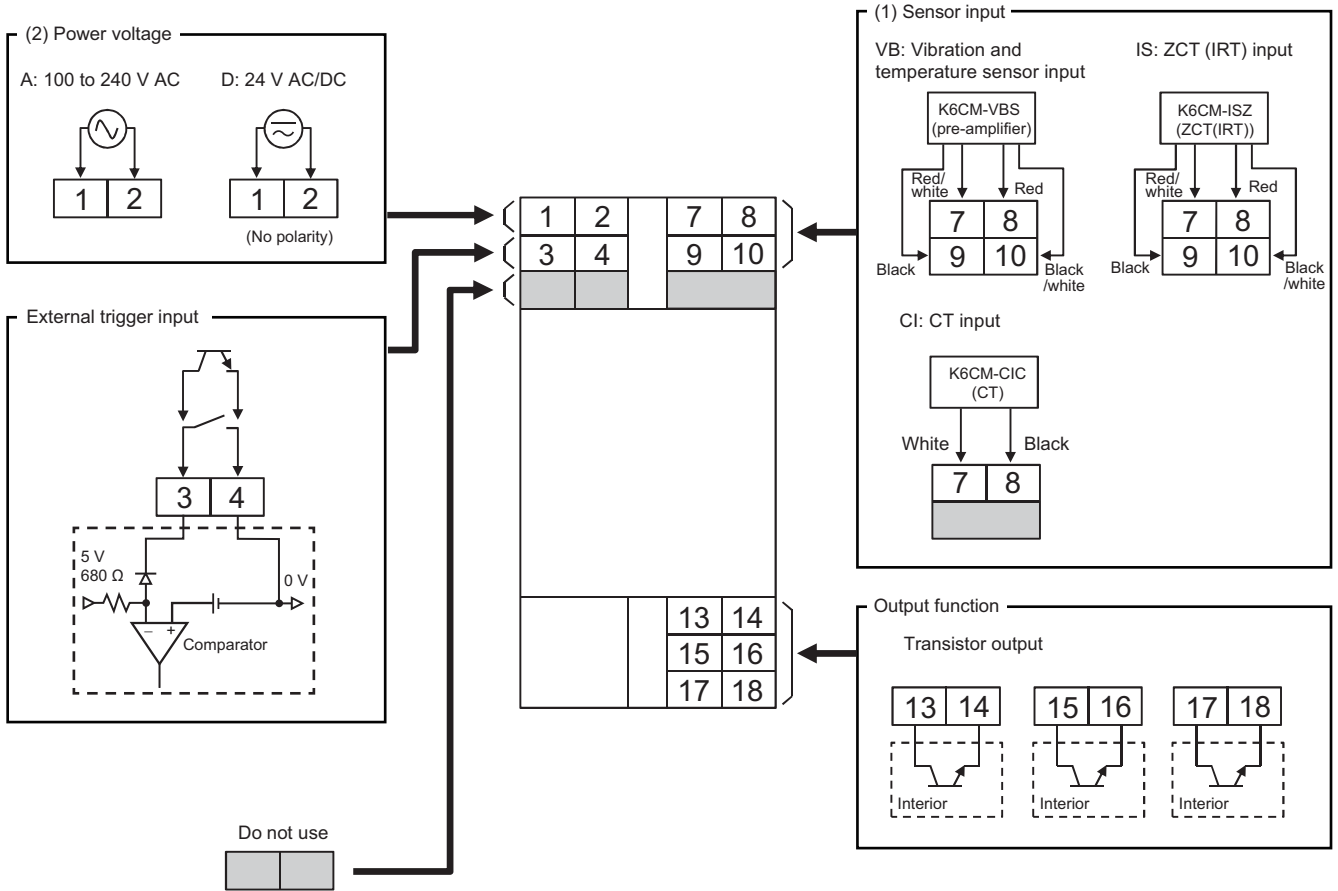 (2) Power voltage
A: 100 to 240 V AC
D: 24 V AC/DC
1 2
1 2
(No polarity)
External trigger input
3 4
5 V
680 Ω
0 V
− +
Comparator
Do not use
1 2 7 8
3 4 9 10
13 14
15 16
17 18
(1) Sensor input
VB: Vibration and
temperature sensor input
K6CM-VBS
(pre-amplifier)
Red/
white
Red
7 8
9 10
Black
Black
/white
IS: ZCT (IRT) input
K6CM-ISZ
(ZCT(IRT))
Red/
white
Red
7 8
9 10
Black
Black
/white
CI: CT input
K6CM-CIC
(CT)
White
Black
7 8
Output function
Transistor output
13 14
Interior
15 16
Interior
17 18
Interior